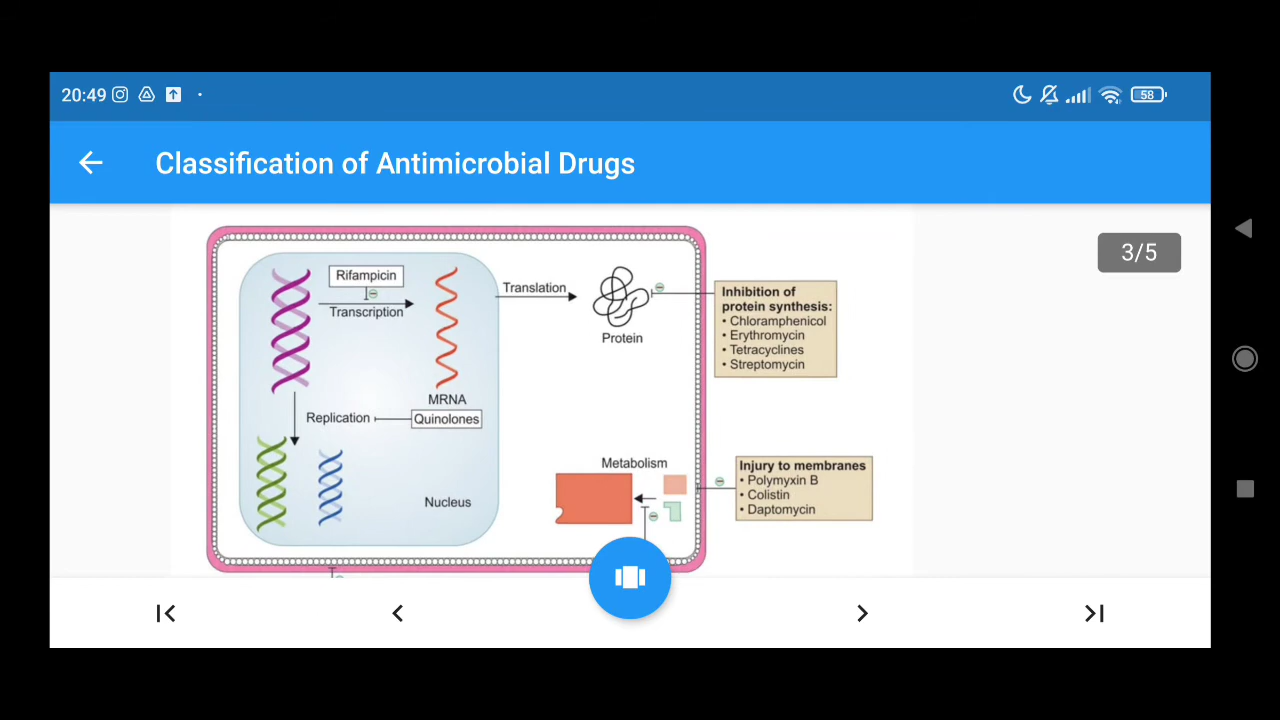 20:49
58
Classification of Antimicrobial Drugs
3/5
Rifampicin
Transcription
Translation
Protein
Inhibition of
protein synthesis:
• Chloramphenicol
• Erythromycin
• Tetracyclines
• Streptomycin
MRNA
Replication
Quinolones
Nucleus
Metabolism
Injury to membranes
• Polymyxin B
• Colistin
• Daptomycin